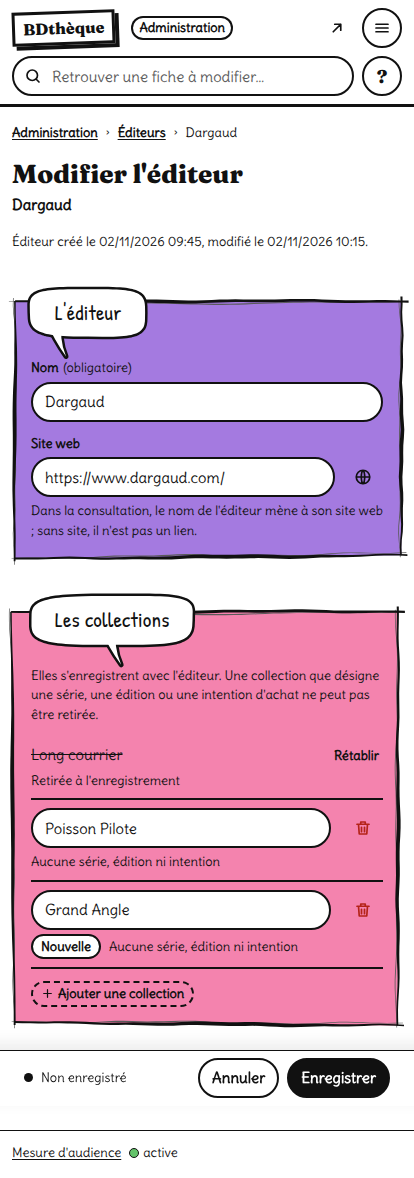 BDthèque
Administration
Retrouver une fiche à modifier...
?
Administration › Éditeurs › Dargaud
Modifier l'éditeur
Dargaud
Éditeur créé le 02/11/2026 09:45, modifié le 02/11/2026 10:15.
L'éditeur
Nom (obligatoire)
Dargaud
Site web
https://www.dargaud.com/
Dans la consultation, le nom de l'éditeur mène à son site web
; sans site, il n'est pas un lien.
Les collections
Elles s'enregistrent avec l'éditeur. Une collection que désigne
une série, une édition ou une intention d'achat ne peut pas
être retirée.
Long courrier
Rétablir
Retirée à l'enregistrement
Poisson Pilote
Aucune série, édition ni intention
Grand Angle
Nouvelle Aucune série, édition ni intention
+ Ajouter une collection
Non enregistré
Annuler
Enregistrer
Mesure d'audience active